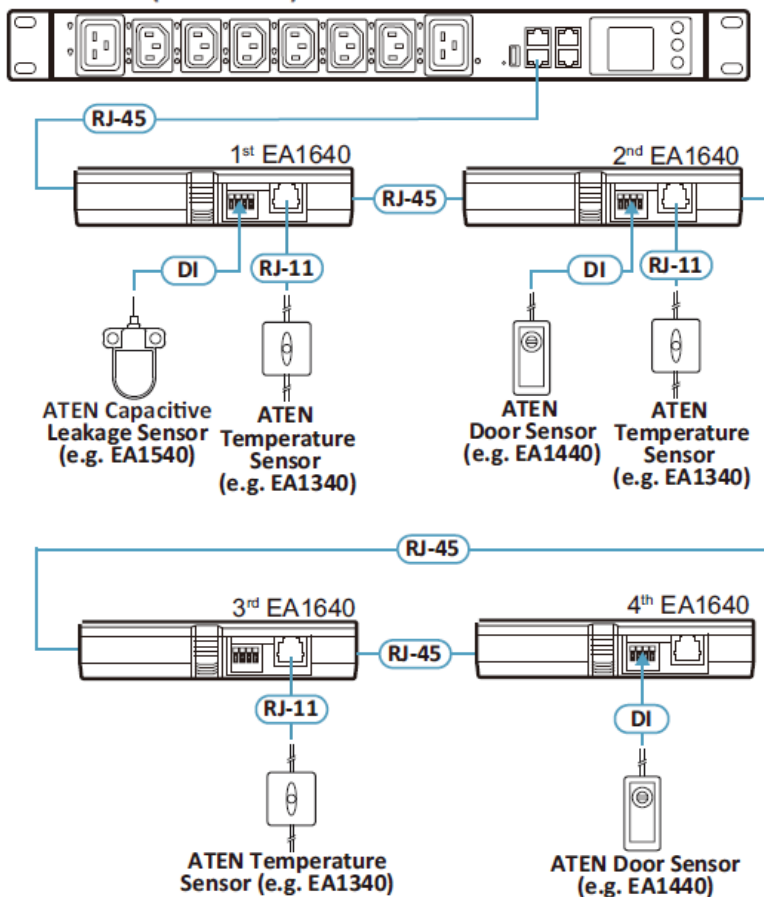 RJ-45
1st EA1640
2nd EA1640
RJ-45
DI
RJ-11
DI
RJ-11
ATEN Capacitive
Leakage Sensor
(e.g. EA1540)
ATEN
Temperature
Sensor
(e.g. EA1340)
ATEN
Door Sensor
(e.g. EA1440)
ATEN
Temperature
Sensor
(e.g. EA1340)
RJ-45
3rd EA1640
4th EA1640
RJ-45
RJ-11
DI
ATEN Temperature
Sensor (e.g. EA1340)
ATEN Door Sensor
(e.g. EA1440)